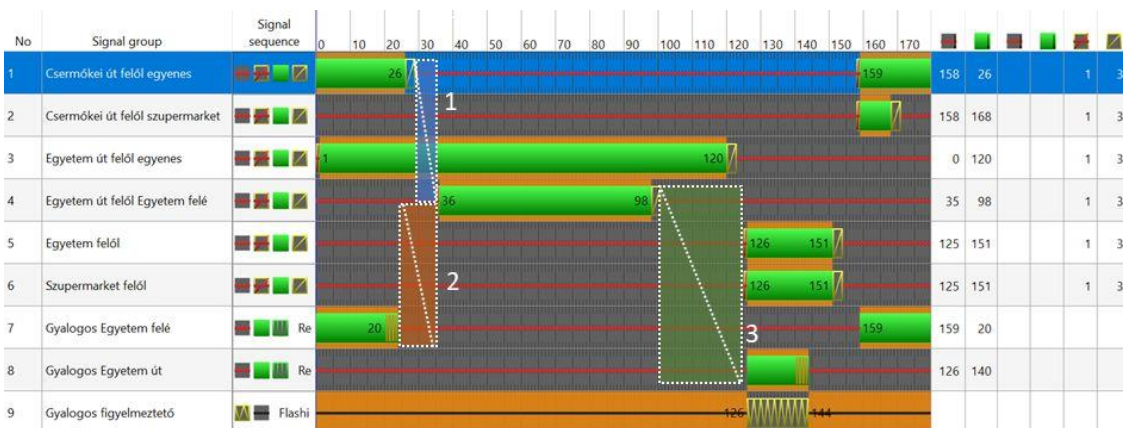 No Signal group Signal sequence 0 10 20 30 40 50 60 70 80 90 100 110 120 130 140 150 160 170
1 Csermőkei út felől egyenes 26 159 158 26 1 3
1
2 Csermőkei út felől szupermarket 158 168 1 3
3 Egyetem út felől egyenes 1 120 0 120 1 3
4 Egyetem út felől Egyetem felé 36 98 35 98 1 3
5 Egyetem felől 126 151 125 151 1 3
6 Szupermarket felől 2 126 151 125 151 1 3
7 Gyalogos Egyetem felé Re 20 3 159 159 20
8 Gyalogos Egyetem út Re 126 140
9 Gyalogos figyelmeztető Flashi 126 144